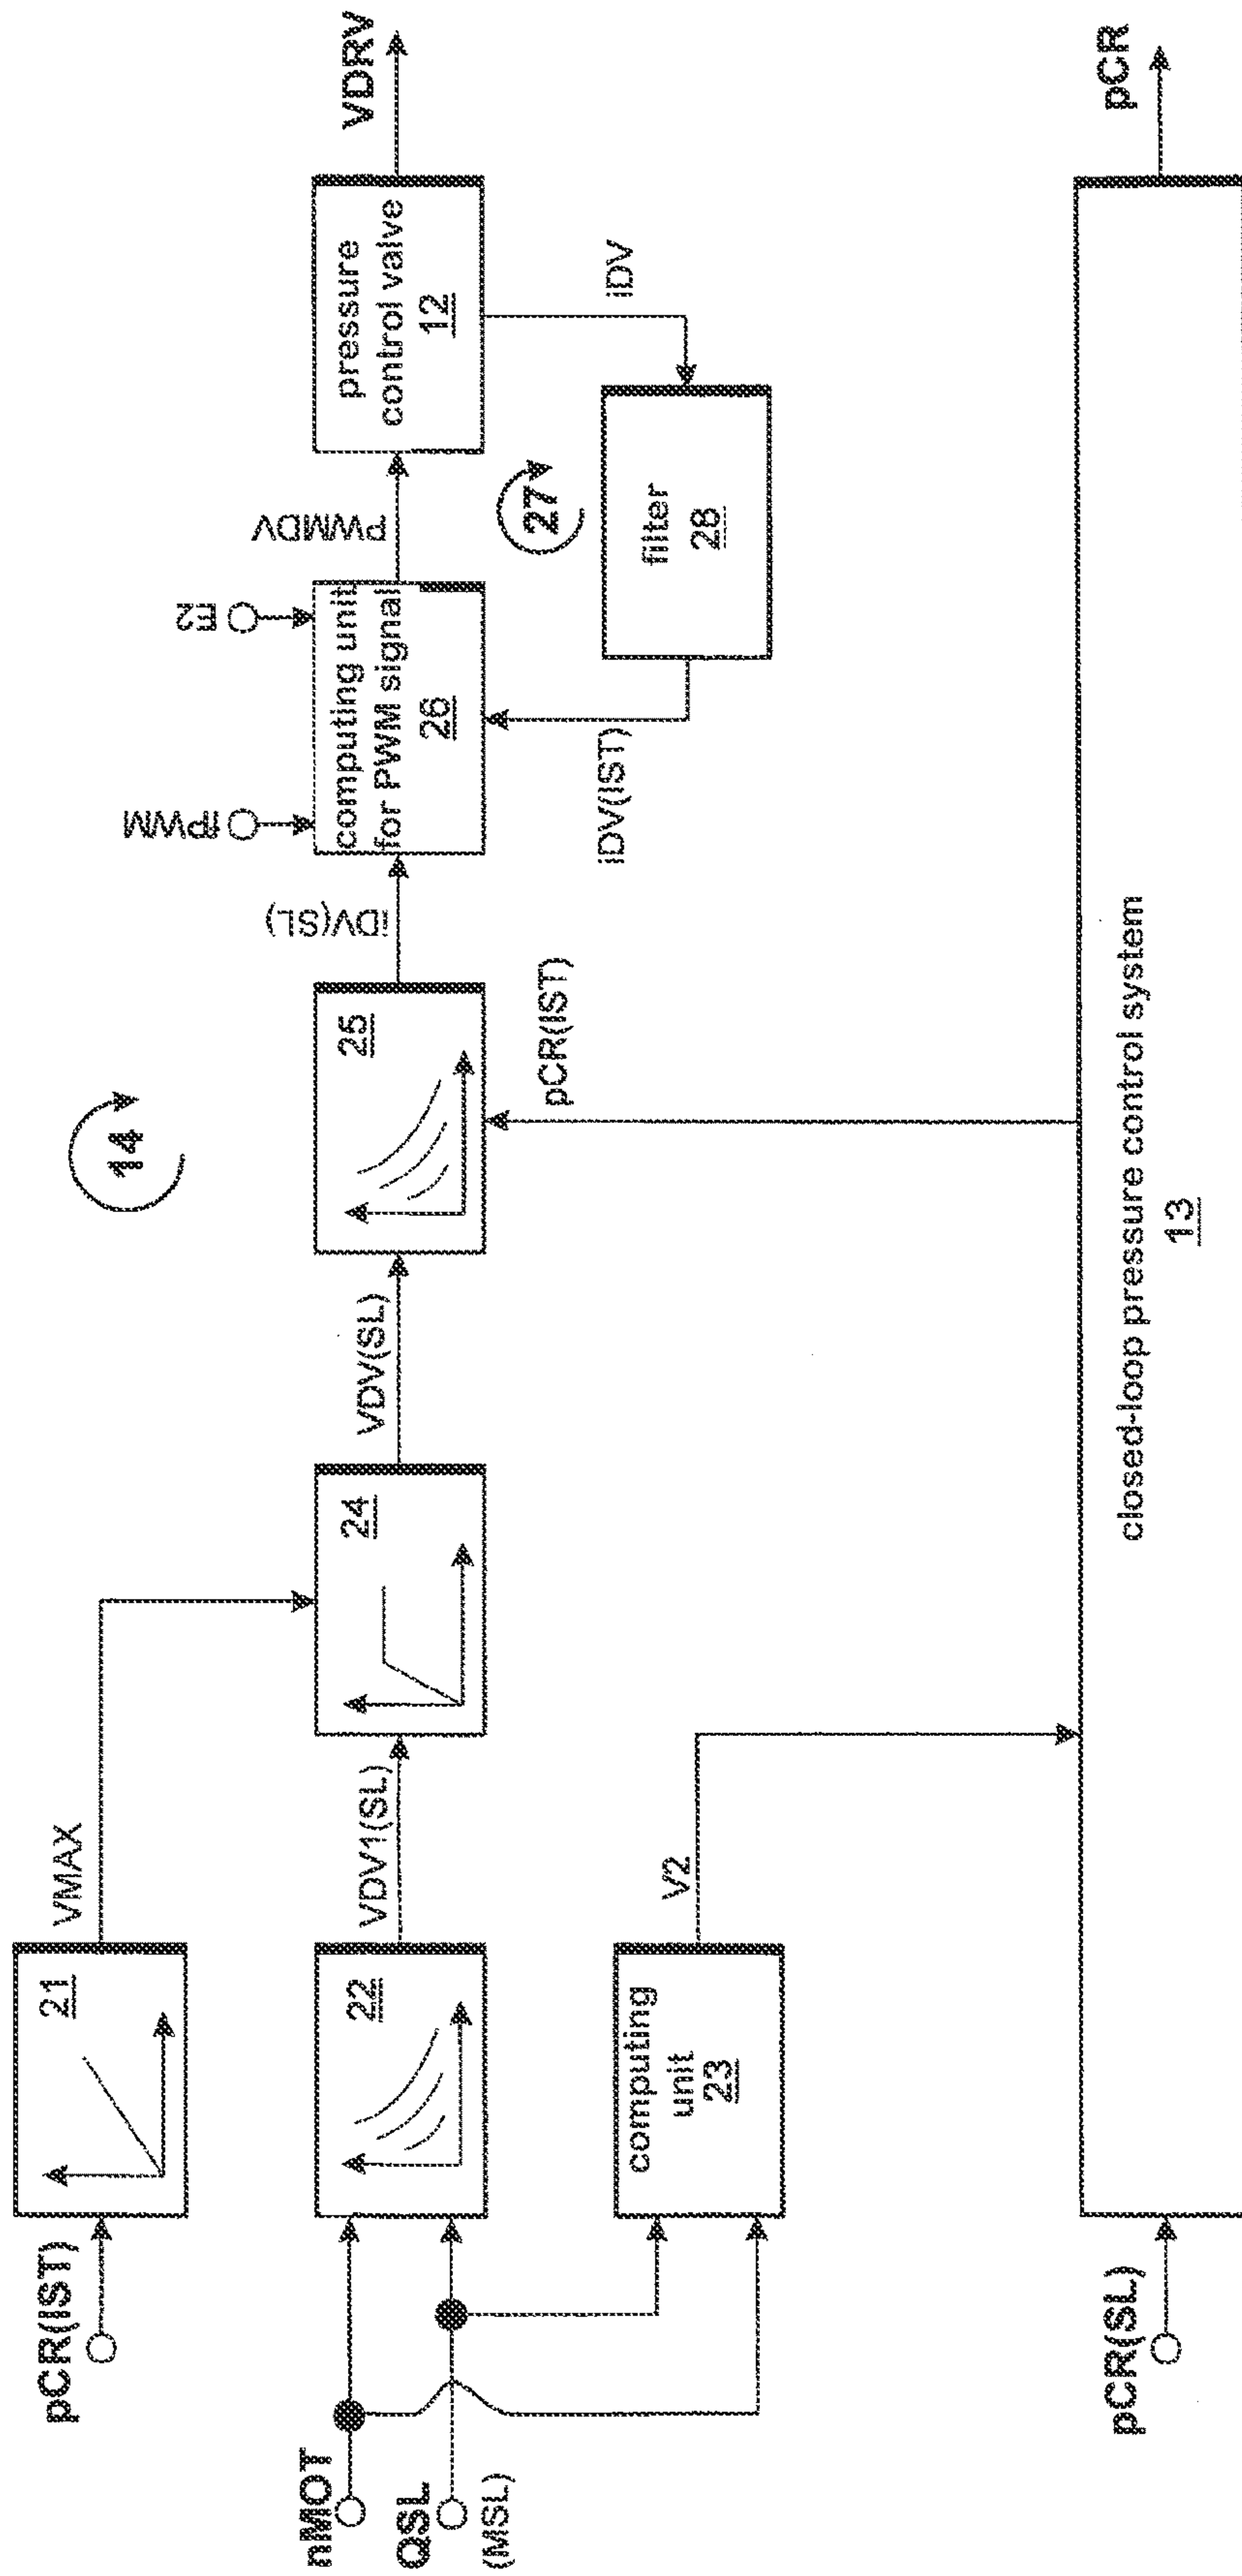 pCR(IST)
21
VMAX
nMOT
QSL
(MSL)
22
VDV1(SL)
24
VDV(SL)
14
25
pCR(IST)
iDV(SL)
fPWM
E2
computing unit
for PWM signal
26
PWMDV
pressure
control valve
12
VDRV
iDV
27
filter
28
iDV(IST)
computing
unit
23
V2
pCR(SL)
closed-loop pressure control system
13
pCR